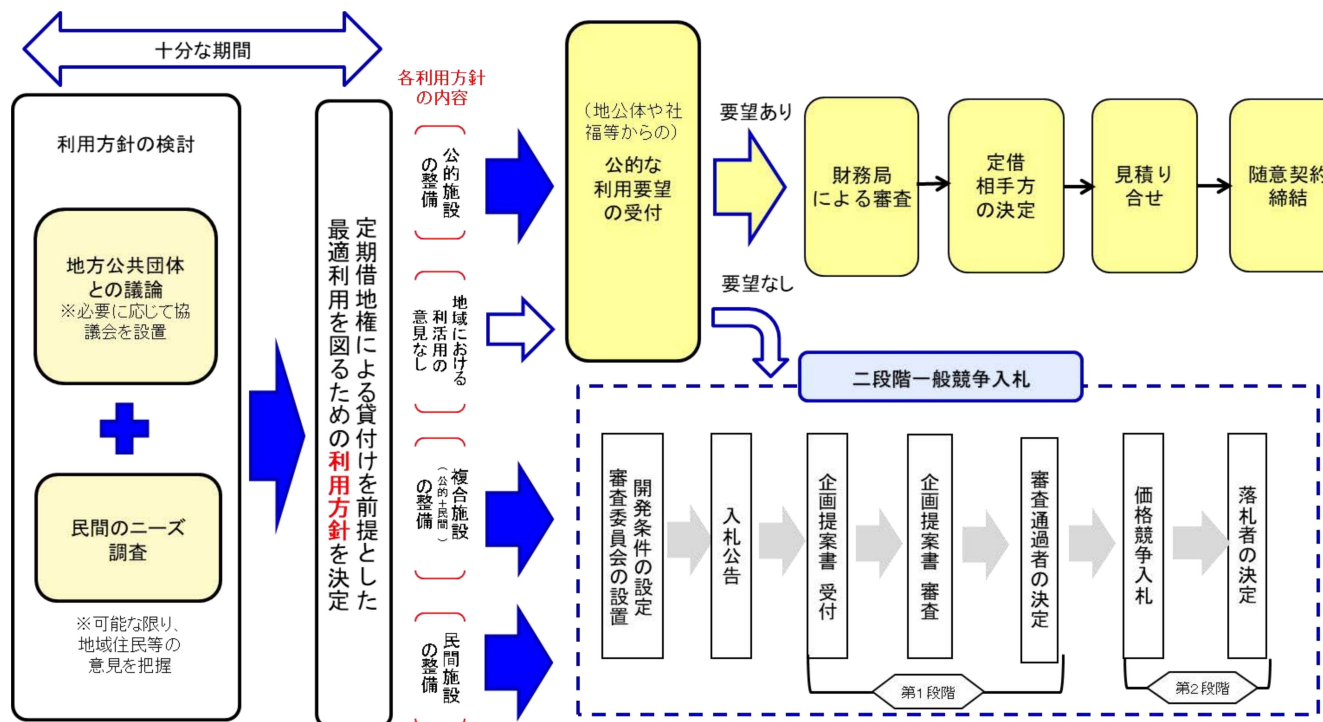 十分な期間
利用方針の検討
地方公共団体
との議論
※必要に応じて協
議会を設置
民間のニーズ
調査
※可能な限り、
地域住民等の
意見を把握
定期借地権による貸付けを前提とした
最適利用を図るための利用方針を決定
各利用方針
の内容
公的施設
の整備
地域における
利活用の
意見なし
複合施設
(公的+民間)
の整備
民間施設
の整備
(地公体や社
福等からの)
公的な
利用要望
の受付
要望あり
財務局
による審査
定借
相手方
の決定
見積り
合せ
随意契約
締結
要望なし
二段階一般競争入札
開発条件の設定
審査委員会の設置
入札公告
企画提案書 受付
企画提案書 審査
審査通過者の決定
価格競争入札
落札者の決定
第1段階
第2段階